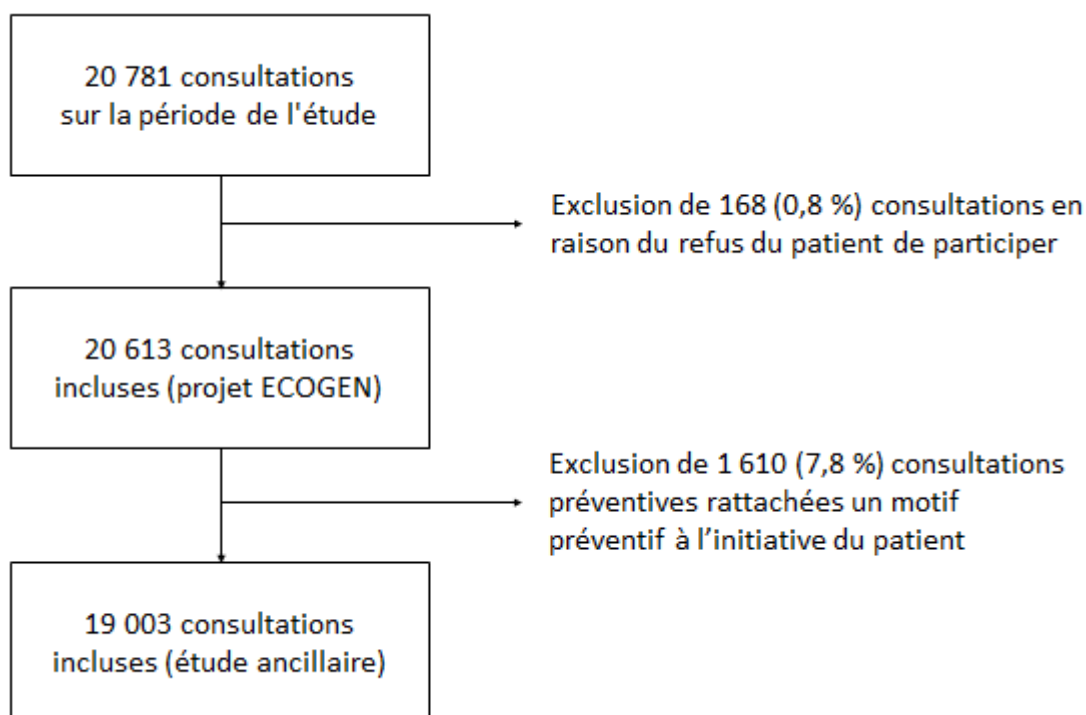 20 781 consultations
sur la période de l'étude
Exclusion de 168 (0,8 %) consultations en
raison du refus du patient de participer
20 613 consultations
incluses (projet ECOGEN)
Exclusion de 1 610 (7,8 %) consultations
préventives rattachées un motif
préventif à l’initiative du patient
19 003 consultations
incluses (étude ancillaire)